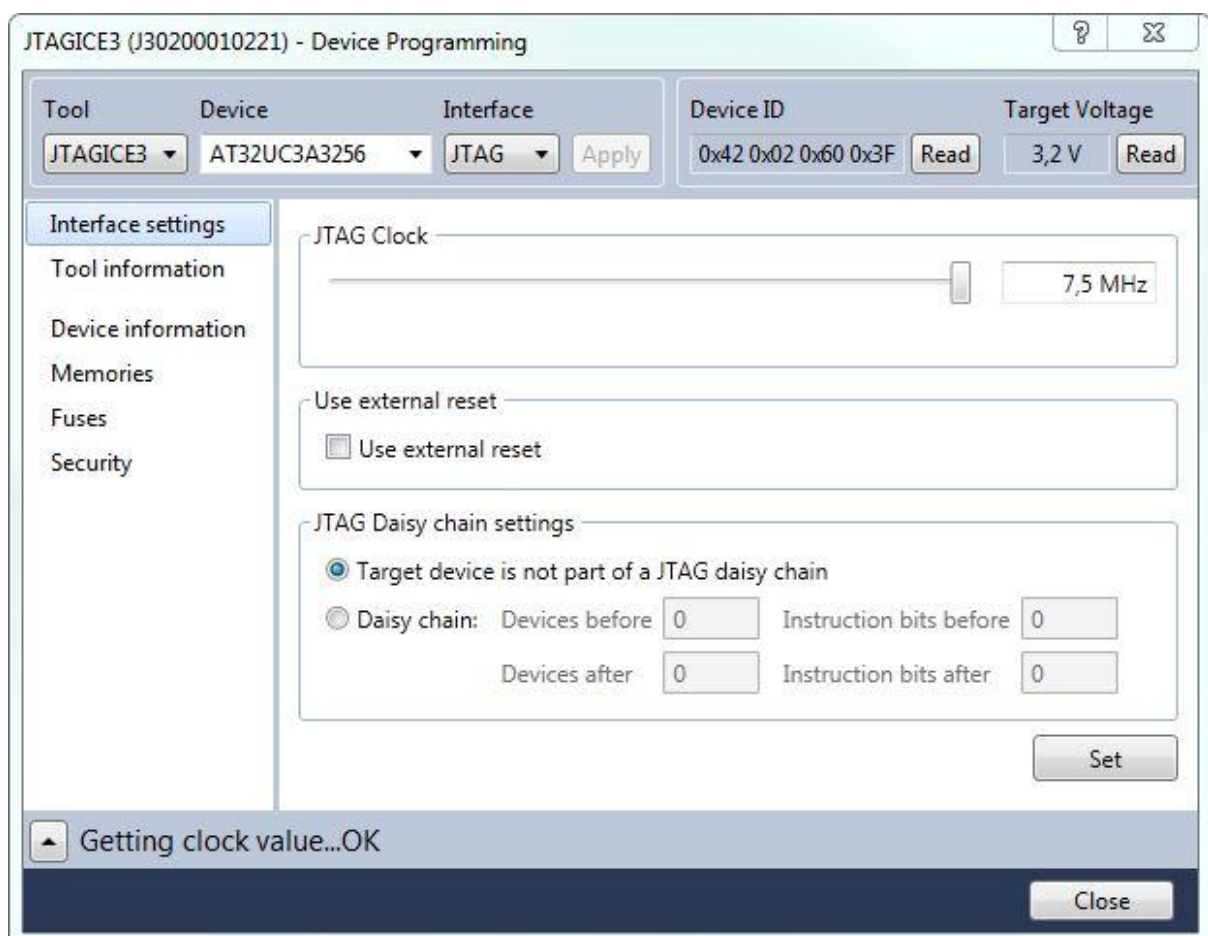 JTAGICE3 (J30200010221) - Device Programming
Tool Device Interface Device ID Target Voltage
JTAGICE3 AT32UC3A3256 JTAG Apply 0x42 0x02 0x60 0x3F Read 3,2 V Read
Interface settings
Tool information
Device information
Memories
Fuses
Security
JTAG Clock
7,5 MHz
Use external reset
Use external reset
JTAG Daisy chain settings
Target device is not part of a JTAG daisy chain
Daisy chain: Devices before 0 Instruction bits before 0
Devices after 0 Instruction bits after 0
Set
Getting clock value...OK
Close